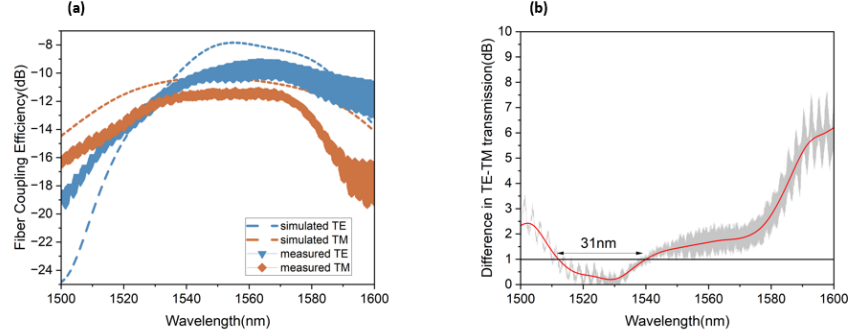 (a)
Fiber Coupling Efficiency(dB)
−8
−10
−12
−14
−16
−18
−20
−22
−24
simulated TE
simulated TM
measured TE
measured TM
1500 1520 1540 1560 1580 1600
Wavelength(nm)
(b)
Difference in TE-TM transmission(dB)
10
9
8
7
6
5
4
3
2
1
0
31nm
1500 1520 1540 1560 1580 1600
Wavelength(nm)